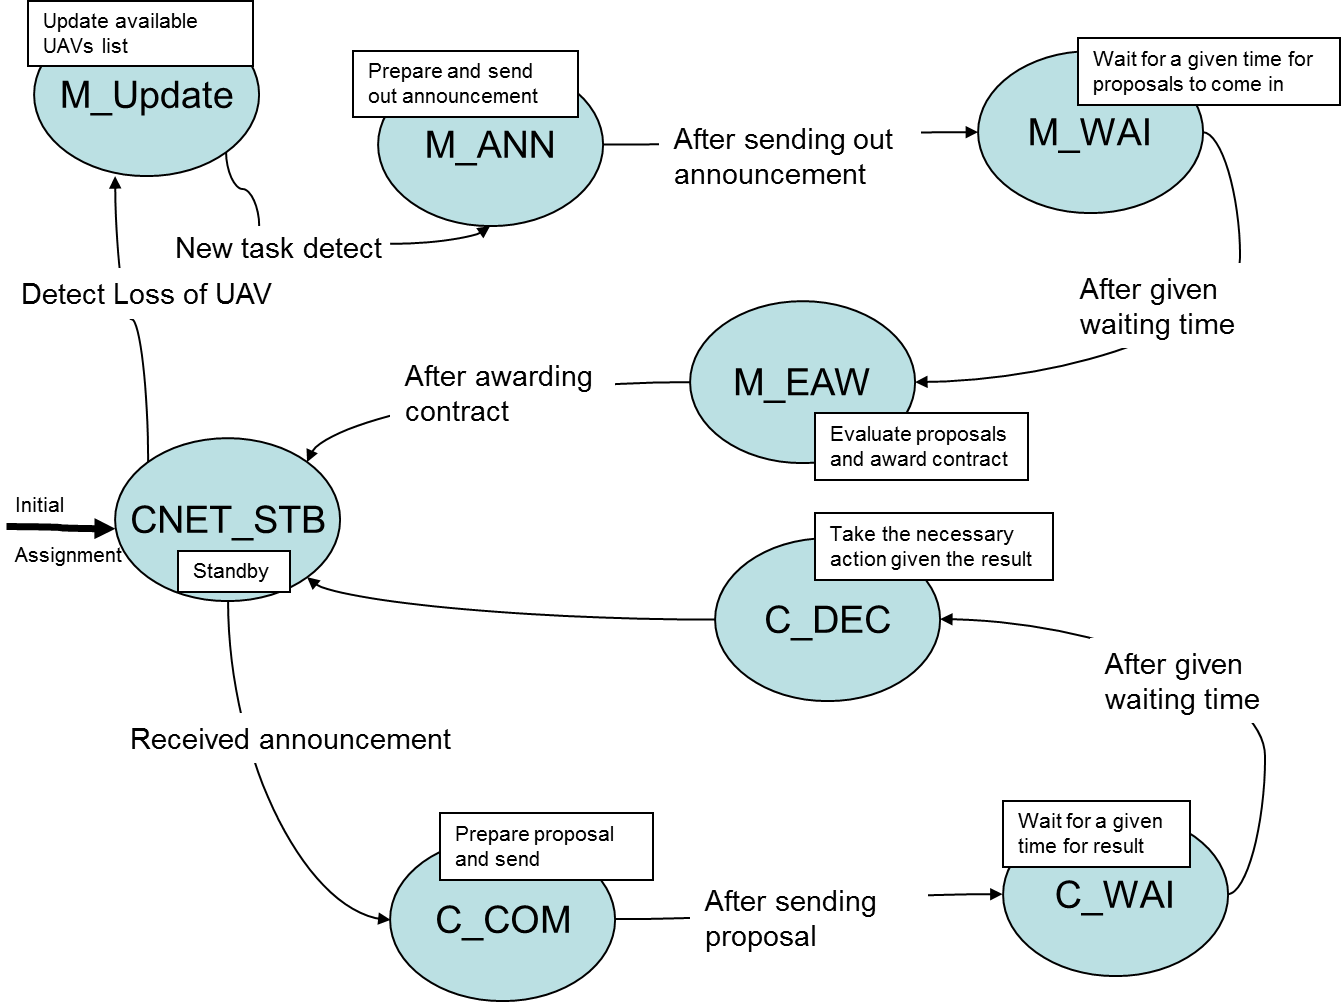 Update available
UAVs list
M_Update
Prepare and send
out announcement
M_ANN
After sending out
announcement
Wait for a given time for
proposals to come in
M_WAI
New task detect
Detect Loss of UAV
After given
waiting time
After awarding
contract
M_EAW
Evaluate proposals
and award contract
Initial
Assignment
CNET_STB
Standby
Take the necessary
action given the result
C_DEC
After given
waiting time
Received announcement
Prepare proposal
and send
C_COM
After sending
proposal
Wait for a given
time for result
C_WAI